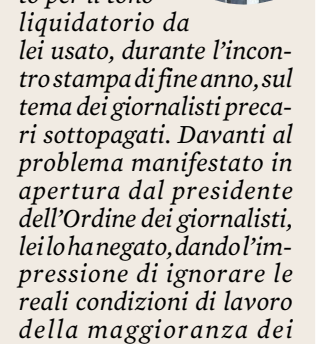 to per il tono
liquidatorio da
lei usato, durante l’incon-
tro stampa di fine anno, sul
tema dei giornalisti preca-
ri sottopagati. Davanti al
problema manifestato in
apertura dal presidente
dell’Ordine dei giornalisti,
lei lo ha negato, dando l’im-
pressione di ignorare le
reali condizioni di lavoro
della maggioranza dei